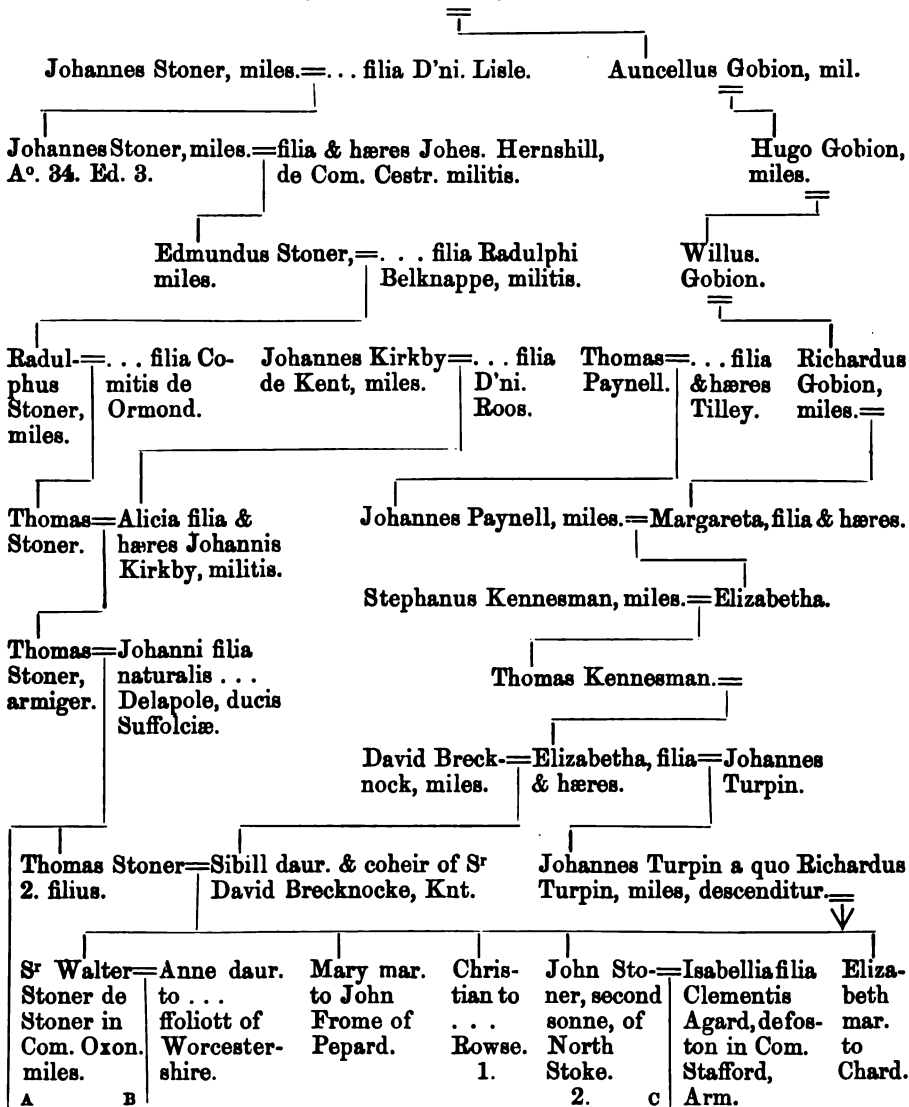 Johannes Stoner, miles.=... filia D'ni. Lisle. Auncellus Gobion, mil.
Johannes Stoner, miles.=filia & hæres Johes. Hernshill, Hugo Gobion,
Aº. 34. Ed. 3. de Com. Cestr. militis. miles.
Edmundus Stoner,=. . . filia Radulphi Willus.
miles. Belknappe, militis. Gobion.
Radul-=... filia Co- Johannes Kirkby=... filia Thomas=...filia Richardus
phus mitis de de Kent, miles. D'ni. Paynell. &hæres Gobion,
Stoner, Ormond. Roos. Tilley. miles.=
miles.
Thomas=Alicia filia & Johannes Paynell, miles.=Margareta, filia & hæres.
Stoner. hæres Johannis
Kirkby, militis.
Stephanus Kennesman, miles.=Elizabetha.
Thomas=Johanni filia
Stoner, naturalis . . . Thomas Kennesman.=
armiger. Delapole, ducis
Suffolciæ.
David Breck-=Elizabetha, filia=Johannes
nock, miles. & hæres. Turpin.
Thomas Stoner=Sibill daur. & coheir of Sʳ Johannes Turpin a quo Richardus
2. filius. David Brecknocke, Knt. Turpin, miles, descenditur.=
Sʳ Walter=Anne daur. Mary mar. Chris- John Sto-=Isabellia filia Eliza-
Stoner de to . . . to John tian to ner, second Clementis beth
Stoner in ffoliott of Frome of . . . sonne, of Agard, defos- mar.
Com. Oxon. Worcester- Pepard. Rowse. North ton in Com. to
miles. shire. 1. Stoke. Stafford, Chard.
A B 2. C Arm.